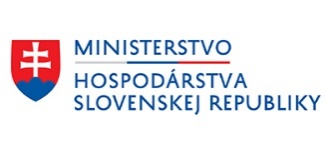 MINISTERSTVO
HOSPODÁRSTVA
SLOVENSKEJ REPUBLIKY